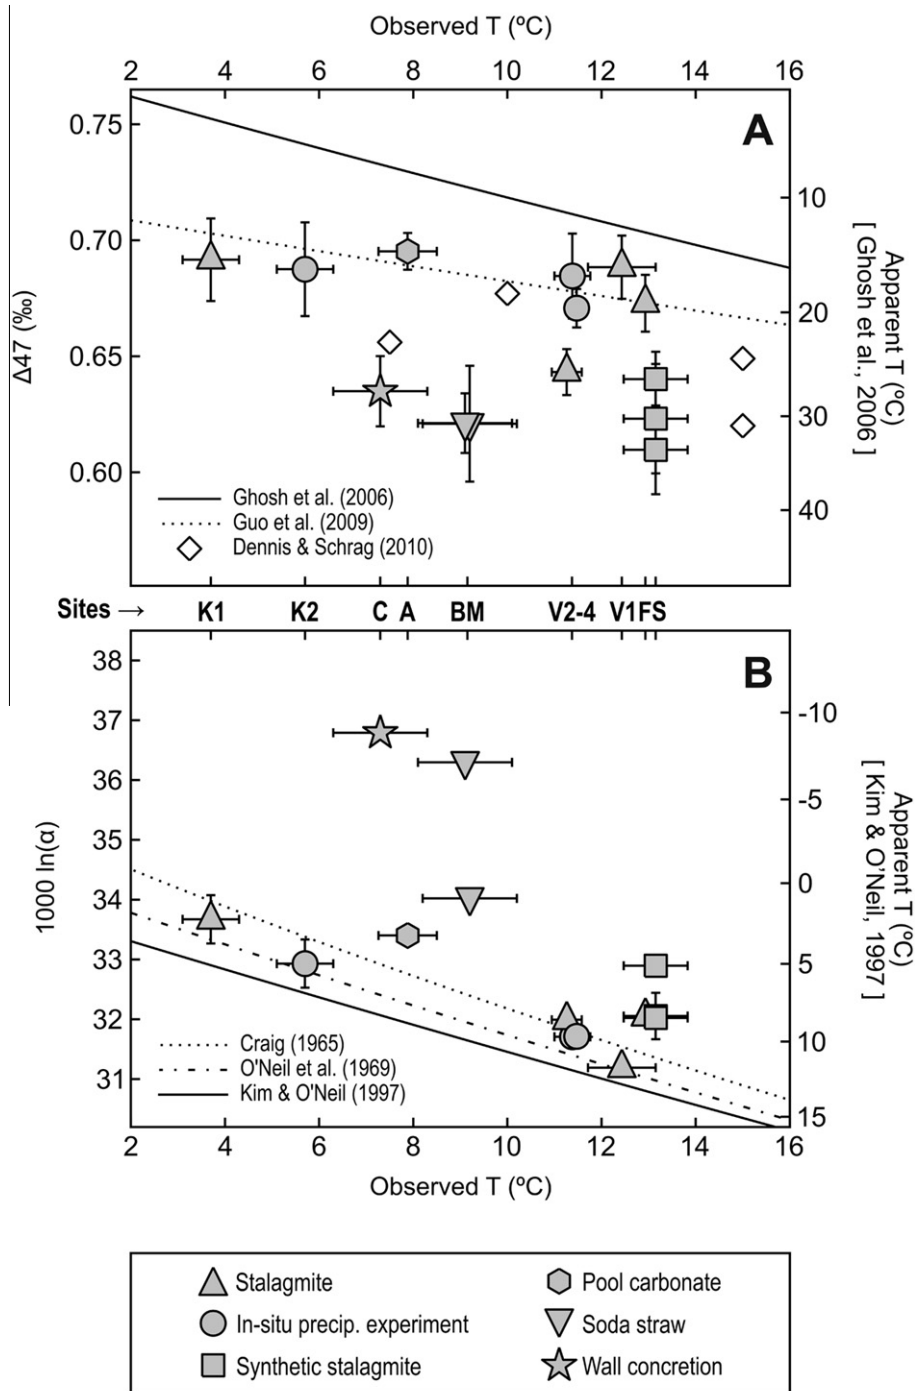 Observed T (ºC)
2 4 6 8 10 12 14 16
A
0.75
0.70
0.65
0.60
Δ47 (‰)
10
20
30
40
Apparent T (ºC)
[ Ghosh et al., 2006 ]
Ghosh et al. (2006)
Guo et al. (2009)
Dennis & Schrag (2010)
Sites → K1 K2 C A BM V2-4 V1 F S
B
38
37
36
35
34
33
32
31
1000 ln(α)
-10
-5
0
5
10
15
Apparent T (ºC)
[ Kim & O'Neil, 1997 ]
Craig (1965)
O'Neil et al. (1969)
Kim & O'Neil (1997)
2 4 6 8 10 12 14 16
Observed T (ºC)
Stalagmite
Pool carbonate
In-situ precip. experiment
Soda straw
Synthetic stalagmite
Wall concretion